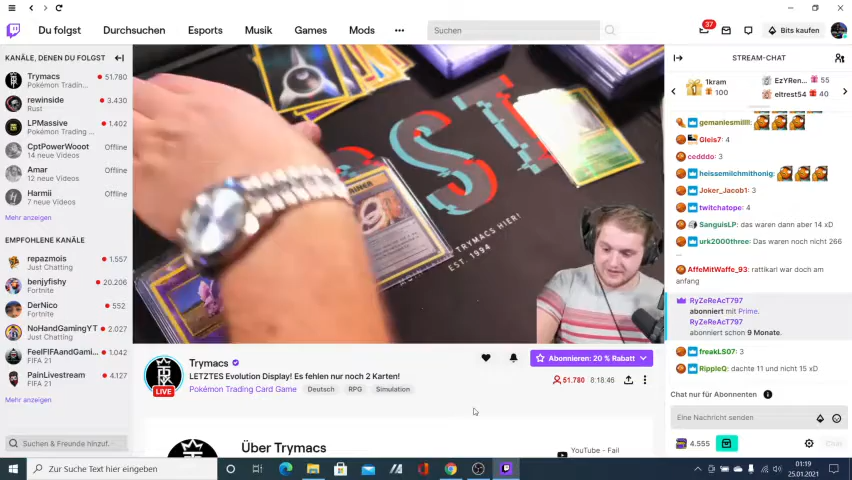 Du folgst
Durchsuchen
Esports
Musik
Games
Mods
Suchen
37
Bits kaufen
KANÄLE, DENEN DU FOLGST
Trymacs
51.780
Pokémon Tradin...
rewinside
3.430
Rust
LPMassive
1.402
Pokémon Trading ...
CptPowerWooot
Offline
14 neue Videos
Amar
Offline
12 neue Videos
Harmii
Offline
7 neue Videos
Mehr anzeigen
EMPFOHLENE KANÄLE
repazmis
1.557
Just Chatting
benjyfishy
20.206
Fortnite
DerNico
552
Fortnite
NoHandGamingYT
2.027
Just Chatting
FeelFIFAandGami...
1.042
FIFA 21
PainLivestream
4.127
FIFA 21
Mehr anzeigen
Suchen & Freunde hinzuf.
TRYMACS HIER!
EST. 1994
LIVE
Trymacs
LETZTES Evolution Display! Es fehlen nur noch 2 Karten!
Pokémon Trading Card Game
Deutsch
RPG
Simulation
Abonnieren: 20 % Rabatt
51.780
8:18:46
Über Trymacs
YouTube - Fail
STREAM-CHAT
1
1kram
100
EzYRen...
55
eltrest54
40
gemanlesmillll:
Gleis7: 4
cedddo: 3
heissemilchmithonig:
Joker_Jacob1: 3
twitchatope: 4
SanguisLP: das waren dann aber 14 xD
urk2000three: Das waren noch nicht 266
...
AffeMitWaffe_93: rattikarl war doch am
anfang
RyZeReAcT797
abonniert mit Prime.
RyZeReAcT797
abonniert schon 9 Monate.
freakLS07: 3
RippleQ: dachte 11 und nicht 15 xD
Chat nur für Abonnenten
Eine Nachricht senden
4.555
Chat
Zur Suche Text hier eingeben
01:19
25.01.2021